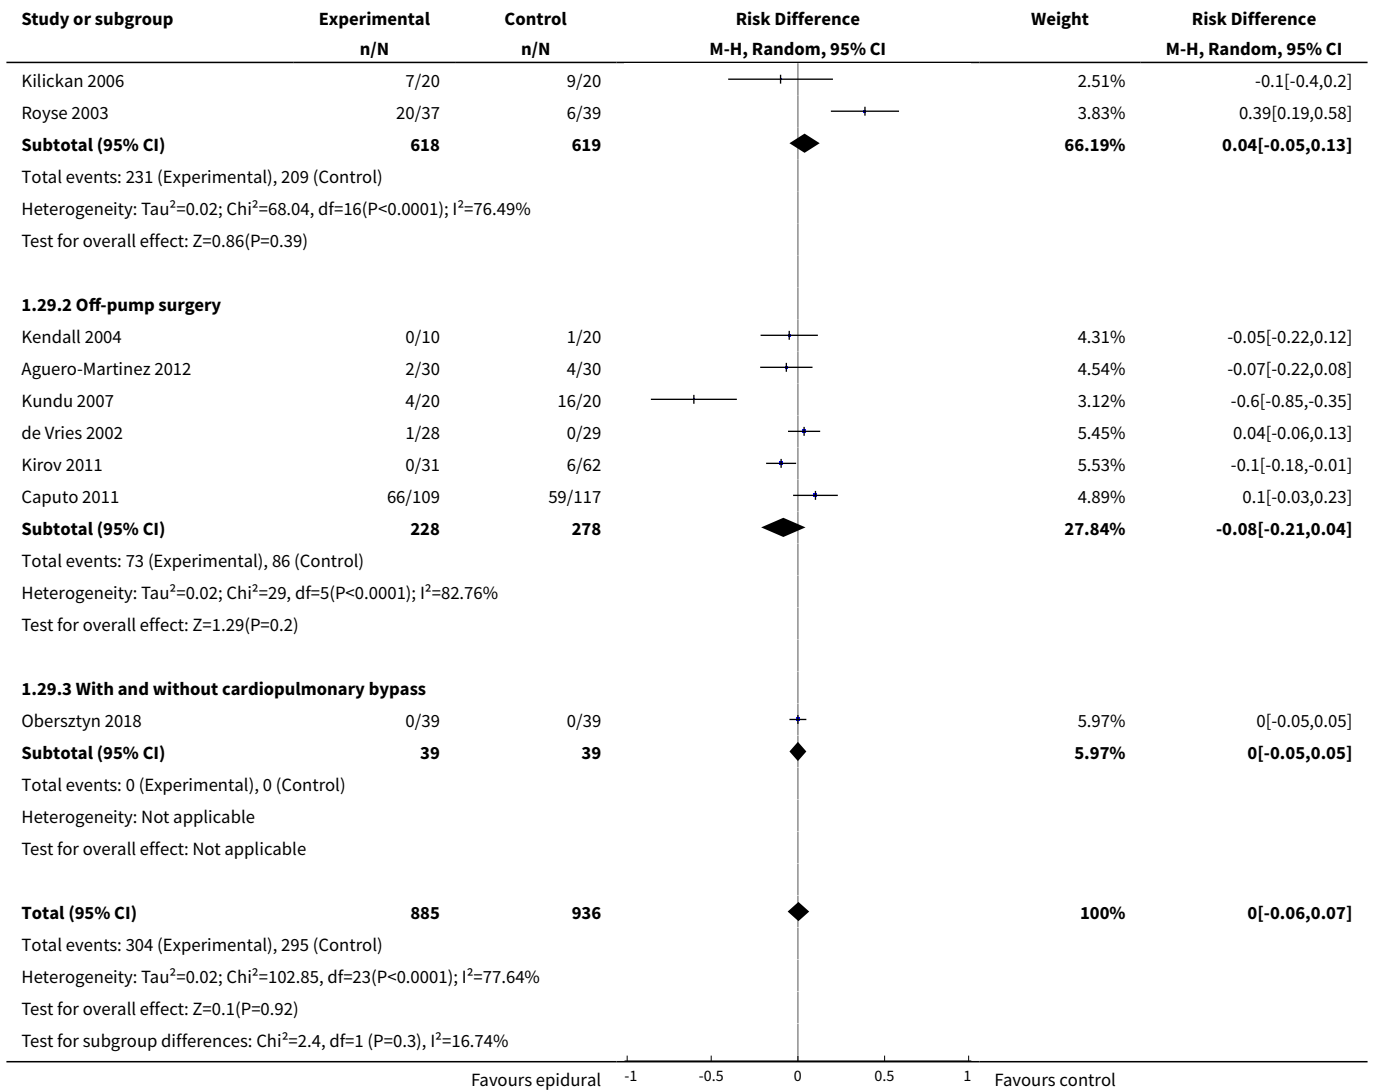 Study or subgroup Experimental Control Risk Difference Weight Risk Difference
n/N n/N M-H, Random, 95% CI M-H, Random, 95% CI
Kilickan 2006 7/20 9/20 2.51% -0.1[-0.4,0.2]
Royse 2003 20/37 6/39 3.83% 0.39[0.19,0.58]
Subtotal (95% CI) 618 619 66.19% 0.04[-0.05,0.13]
Total events: 231 (Experimental), 209 (Control)
Heterogeneity: Tau²=0.02; Chi²=68.04, df=16(P<0.0001); I²=76.49%
Test for overall effect: Z=0.86(P=0.39)
1.29.2 Off-pump surgery
Kendall 2004 0/10 1/20 4.31% -0.05[-0.22,0.12]
Aguero-Martinez 2012 2/30 4/30 4.54% -0.07[-0.22,0.08]
Kundu 2007 4/20 16/20 3.12% -0.6[-0.85,-0.35]
de Vries 2002 1/28 0/29 5.45% 0.04[-0.06,0.13]
Kirov 2011 0/31 6/62 5.53% -0.1[-0.18,-0.01]
Caputo 2011 66/109 59/117 4.89% 0.1[-0.03,0.23]
Subtotal (95% CI) 228 278 27.84% -0.08[-0.21,0.04]
Total events: 73 (Experimental), 86 (Control)
Heterogeneity: Tau²=0.02; Chi²=29, df=5(P<0.0001); I²=82.76%
Test for overall effect: Z=1.29(P=0.2)
1.29.3 With and without cardiopulmonary bypass
Obersztyn 2018 0/39 0/39 5.97% 0[-0.05,0.05]
Subtotal (95% CI) 39 39 5.97% 0[-0.05,0.05]
Total events: 0 (Experimental), 0 (Control)
Heterogeneity: Not applicable
Test for overall effect: Not applicable
Total (95% CI) 885 936 100% 0[-0.06,0.07]
Total events: 304 (Experimental), 295 (Control)
Heterogeneity: Tau²=0.02; Chi²=102.85, df=23(P<0.0001); I²=77.64%
Test for overall effect: Z=0.1(P=0.92)
Test for subgroup differences: Chi²=2.4, df=1 (P=0.3), I²=16.74%
Favours epidural -1 -0.5 0 0.5 1 Favours control